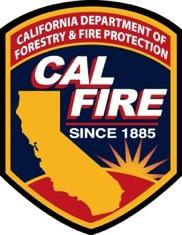 CALIFORNIA DEPARTMENT OF
FORESTRY & FIRE PROTECTION
CAL
FIRE
SINCE 1885